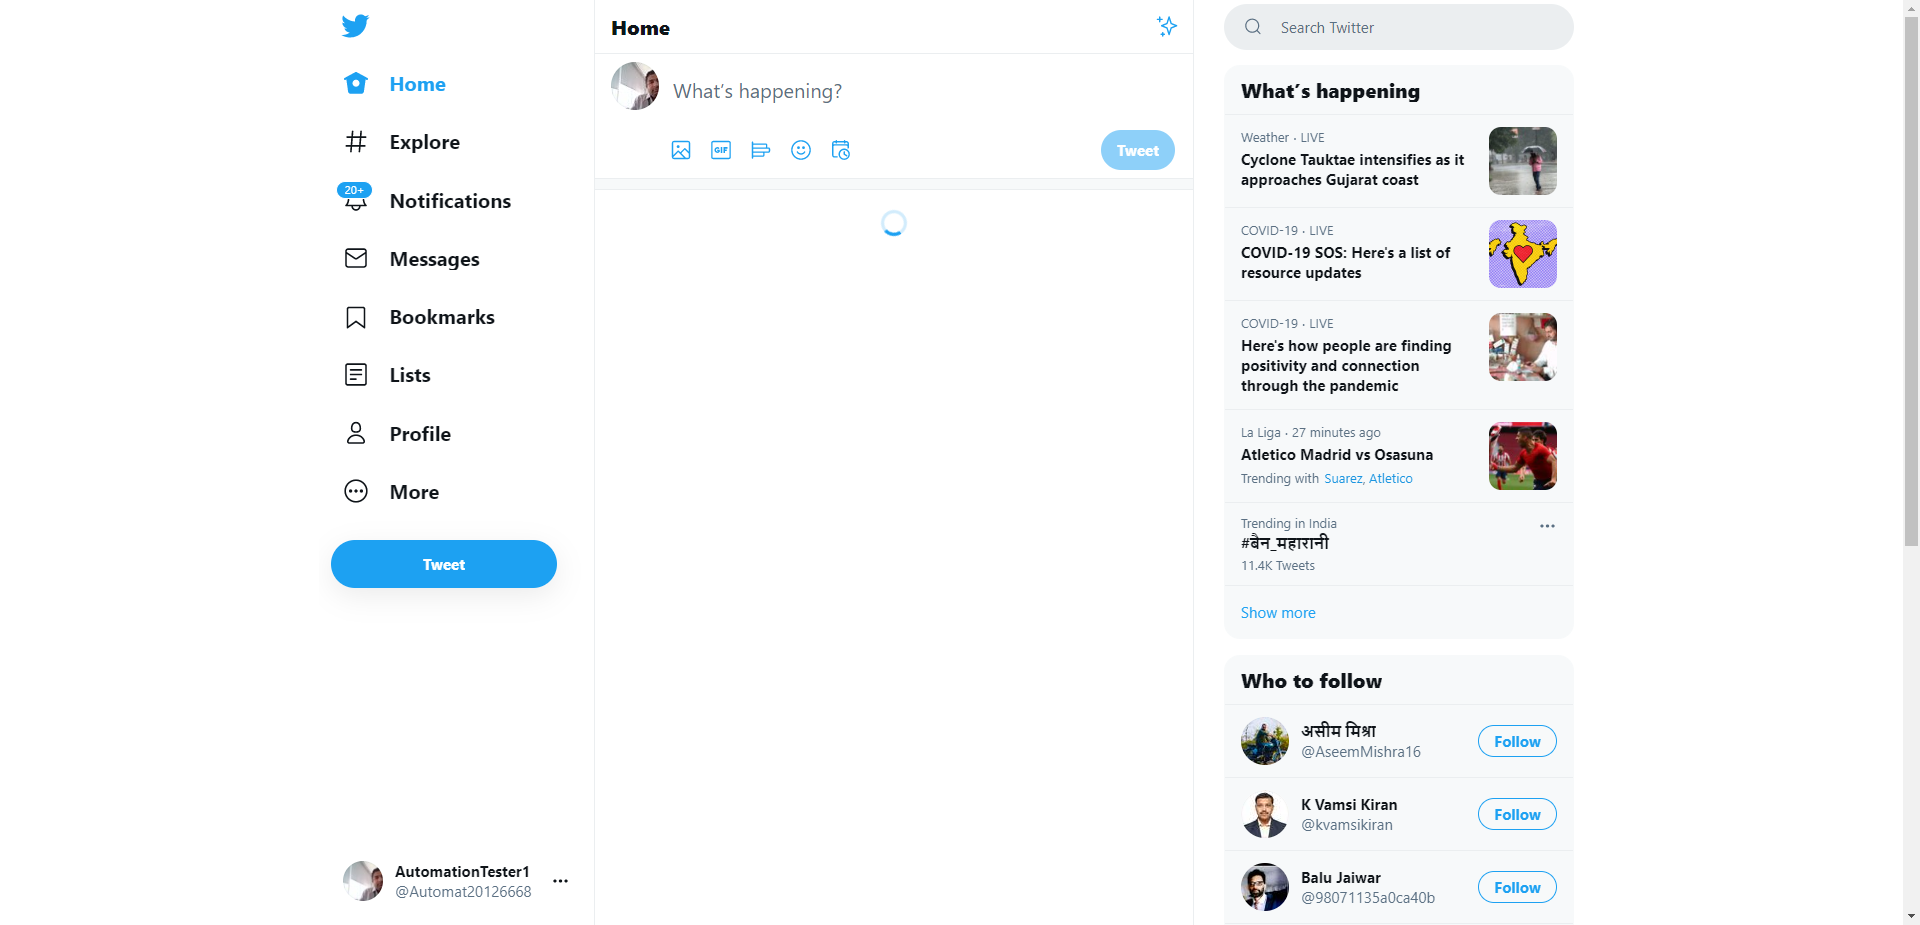 Home
Explore
20+
Notifications
Messages
Bookmarks
Lists
Profile
More
Tweet
AutomationTester1
@Automat20126668
Home
What's happening?
GIF
Tweet
Search Twitter
What's happening
Weather · LIVE
Cyclone Tauktae intensifies as it
approaches Gujarat coast
COVID-19 · LIVE
COVID-19 SOS: Here's a list of
resource updates
COVID-19 · LIVE
Here's how people are finding
positivity and connection
through the pandemic
La Liga · 27 minutes ago
Atletico Madrid vs Osasuna
Trending with Suarez, Atletico
Trending in India
#बैन_महारानी
11.4K Tweets
Show more
Who to follow
असीम मिश्रा
@AseemMishra16
Follow
K Vamsi Kiran
@kvamsikiran
Follow
Balu Jaiwar
@98071135a0ca40b
Follow